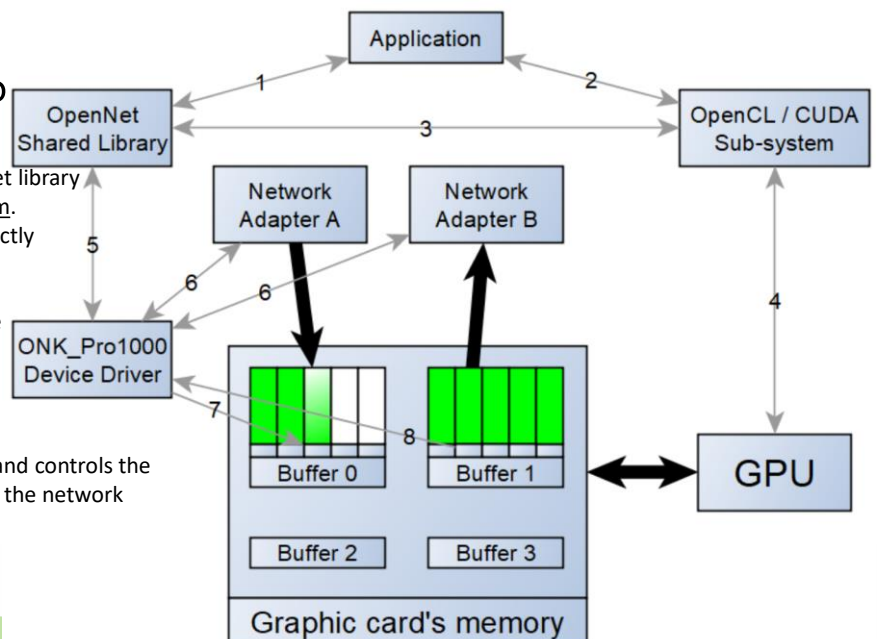 Application
1
2
OpenNet
Shared Library
3
OpenCL / CUDA
Sub-system
et library
m.
ctly
Network
Adapter A
Network
Adapter B
5
6
6
4
ONK_Pro1000
Device Driver
7
8
and controls the
the network
Buffer 0
Buffer 1
GPU
Buffer 2
Buffer 3
Graphic card's memory